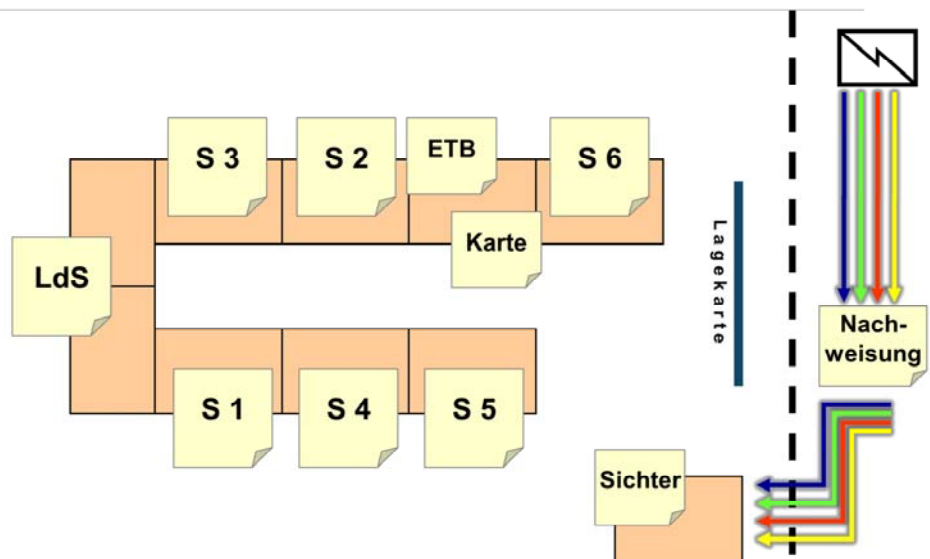 S 3
S 2
ETB
S 6
Karte
LdS
Lagekarte
Nach-
weisung
S 1
S 4
S 5
Sichter